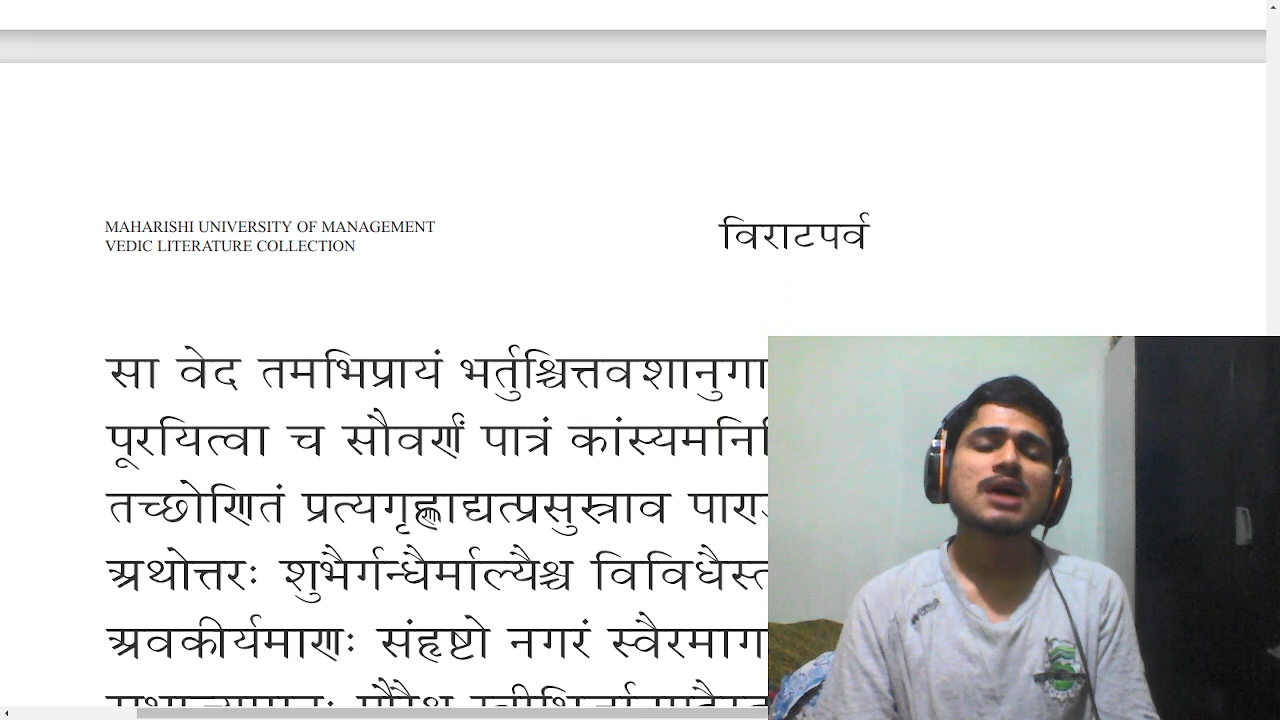 MAHARISHI UNIVERSITY OF MANAGEMENT
VEDIC LITERATURE COLLECTION
विराटपर्व
सा वेद तमभिप्रायं भर्तुश्चित्तवशानुगा
पूरयित्वा च सौवर्णं पात्रं कांस्यमनि
तच्छोणितं प्रत्यगृह्णाद्यत्प्रसुस्राव
अथोत्तरः शुभैर्गन्धैर्माल्यैश्च विविधैस्
अवकीर्यमाणः संहृष्टो नगरं स्वैरमाग